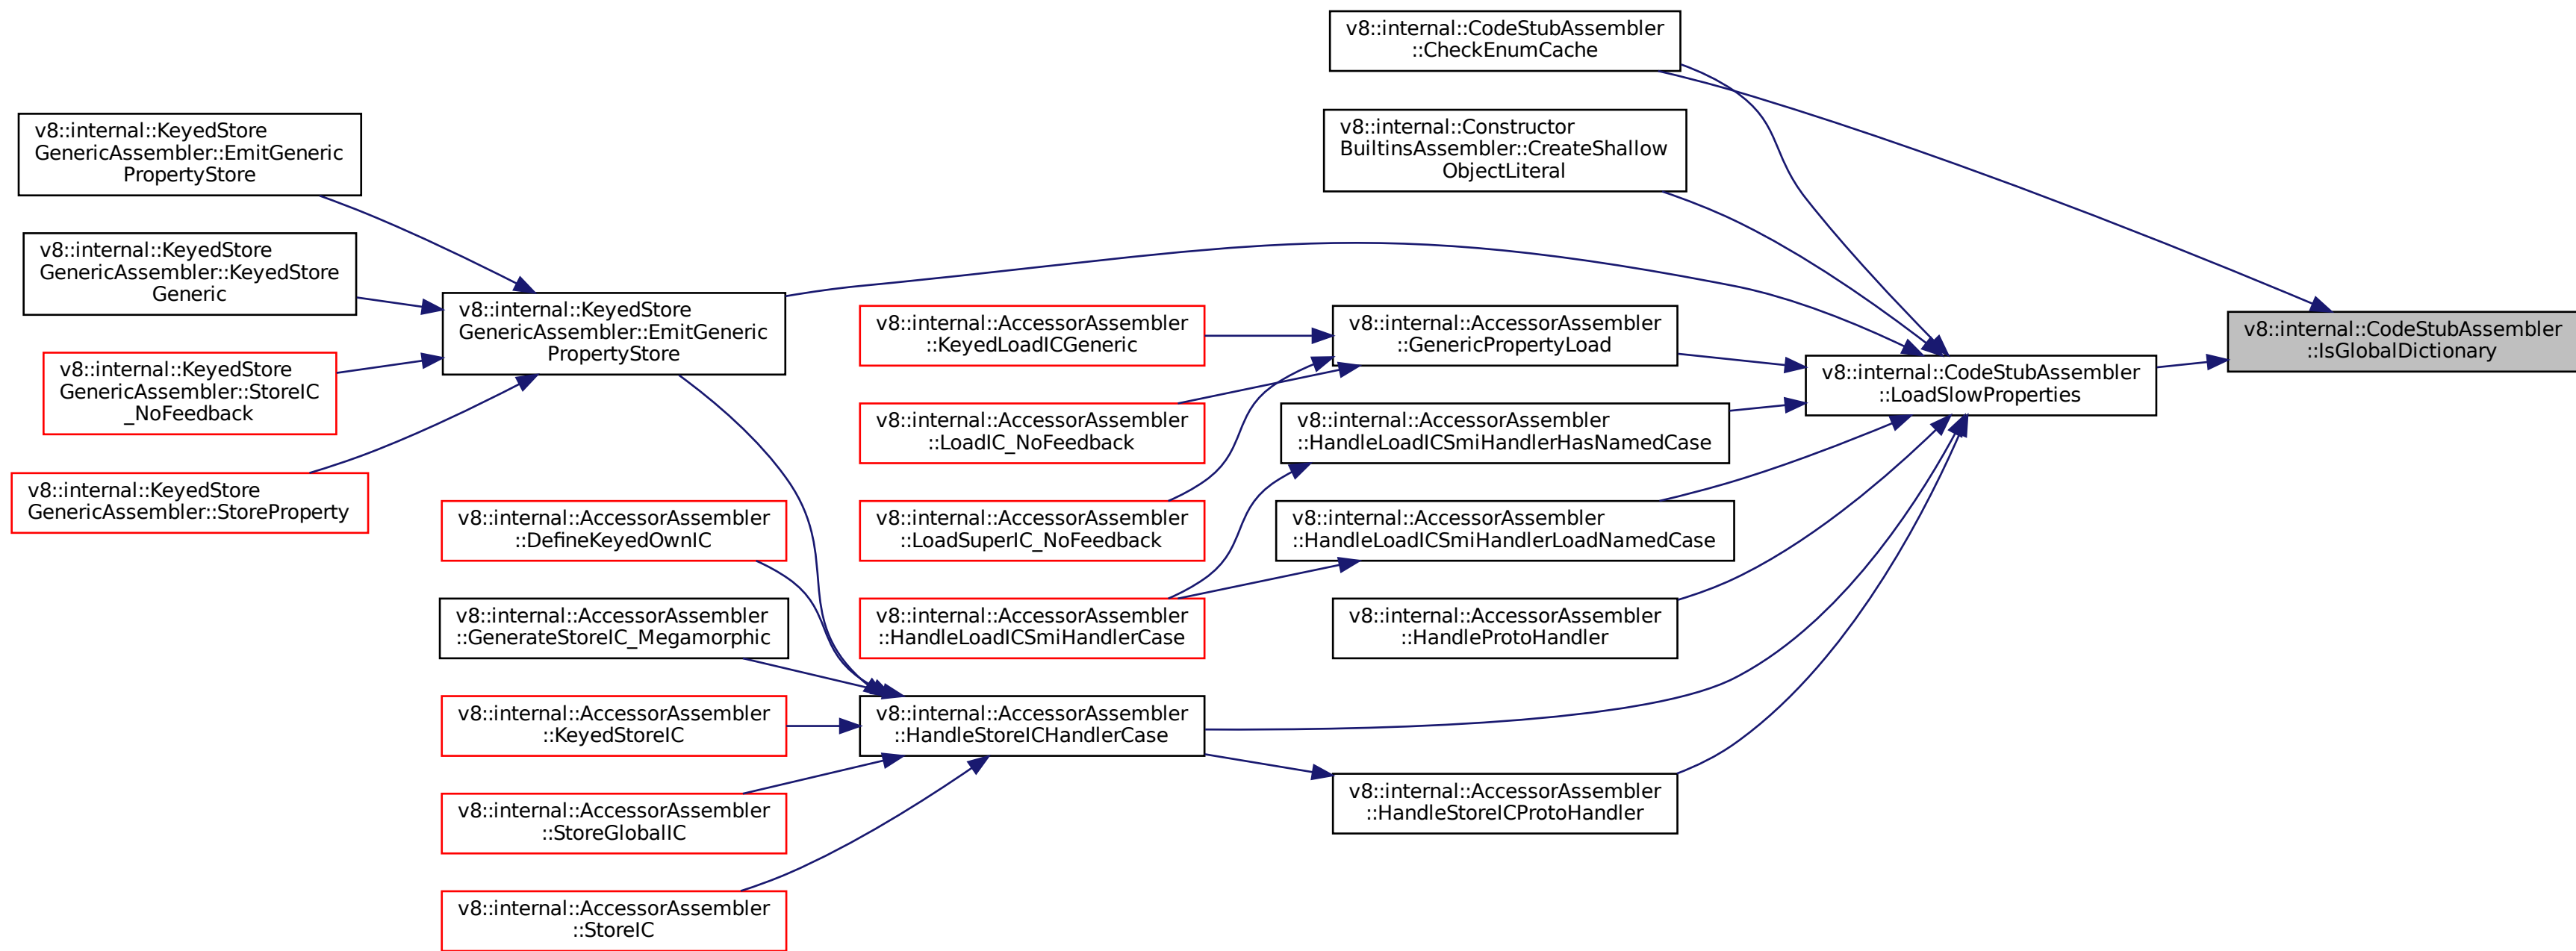 v8::internal::CodeStubAssembler
::CheckEnumCache
v8::internal::Constructor
BuiltinsAssembler::CreateShallow
ObjectLiteral
v8::internal::KeyedStore
GenericAssembler::EmitGeneric
PropertyStore
v8::internal::KeyedStore
GenericAssembler::KeyedStore
Generic
v8::internal::KeyedStore
GenericAssembler::StoreIC
_NoFeedback
v8::internal::KeyedStore
GenericAssembler::StoreProperty
v8::internal::KeyedStore
GenericAssembler::EmitGeneric
PropertyStore
v8::internal::AccessorAssembler
::DefineKeyedOwnIC
v8::internal::AccessorAssembler
::GenerateStoreIC_Megamorphic
v8::internal::AccessorAssembler
::KeyedStoreIC
v8::internal::AccessorAssembler
::StoreGlobalIC
v8::internal::AccessorAssembler
::StoreIC
v8::internal::AccessorAssembler
::KeyedLoadICGeneric
v8::internal::AccessorAssembler
::LoadIC_NoFeedback
v8::internal::AccessorAssembler
::LoadSuperIC_NoFeedback
v8::internal::AccessorAssembler
::HandleLoadICSmiHandlerCase
v8::internal::AccessorAssembler
::HandleStoreICHandlerCase
v8::internal::AccessorAssembler
::GenericPropertyLoad
v8::internal::AccessorAssembler
::HandleLoadICSmiHandlerHasNamedCase
v8::internal::AccessorAssembler
::HandleLoadICSmiHandlerLoadNamedCase
v8::internal::AccessorAssembler
::HandleProtoHandler
v8::internal::AccessorAssembler
::HandleStoreICProtoHandler
v8::internal::CodeStubAssembler
::LoadSlowProperties
v8::internal::CodeStubAssembler
::IsGlobalDictionary